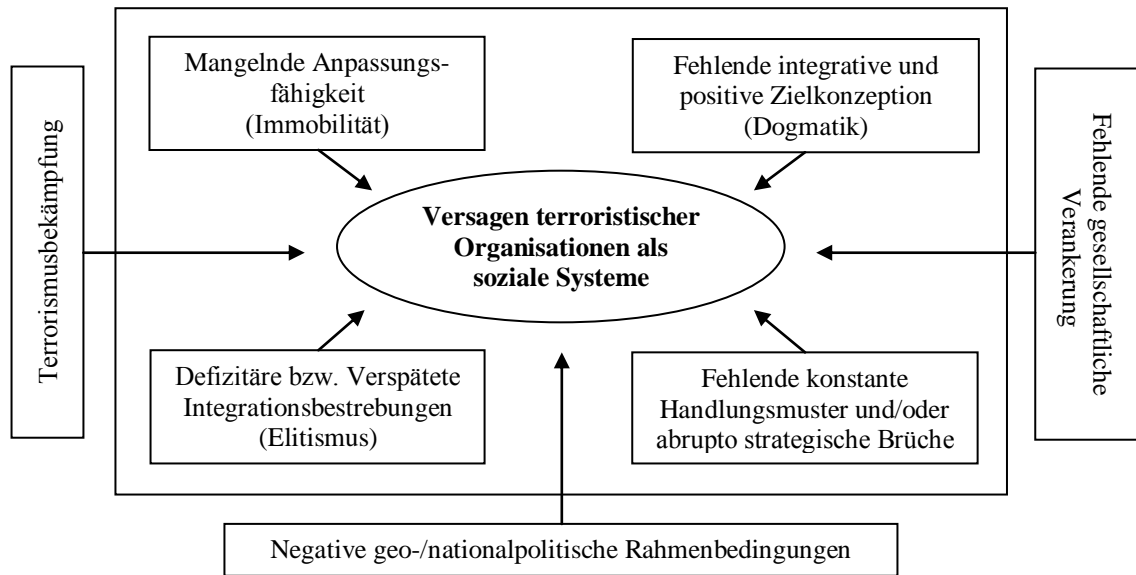 Mangelnde Anpassungs-
fähigkeit
(Immobilität)
Fehlende integrative und
positive Zielkonzeption
(Dogmatik)
Terrorismusbekämpfung
Versagen terroristischer
Organisationen als
soziale Systeme
Fehlende gesellschaftliche
Verankerung
Defizitäre bzw. Verspätete
Integrationsbestrebungen
(Elitismus)
Fehlende konstante
Handlungsmuster und/oder
abrupto strategische Brüche
Negative geo-/nationalpolitische Rahmenbedingungen